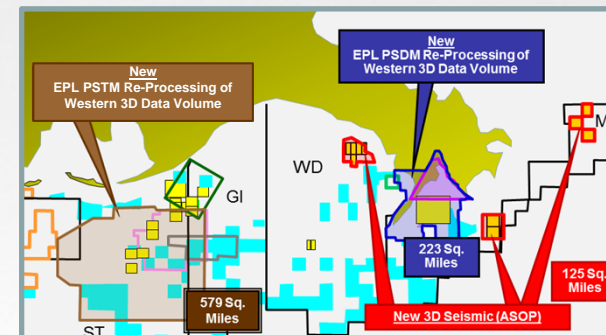 New
EPL PSTM Re-Processing of
Western 3D Data Volume
New
EPL PSDM Re-Processing of
Western 3D Data Volume
M
WD
GI
223 Sq.
Miles
125 Sq.
Miles
579 Sq.
Miles
New 3D Seismic (ASOP)
ST